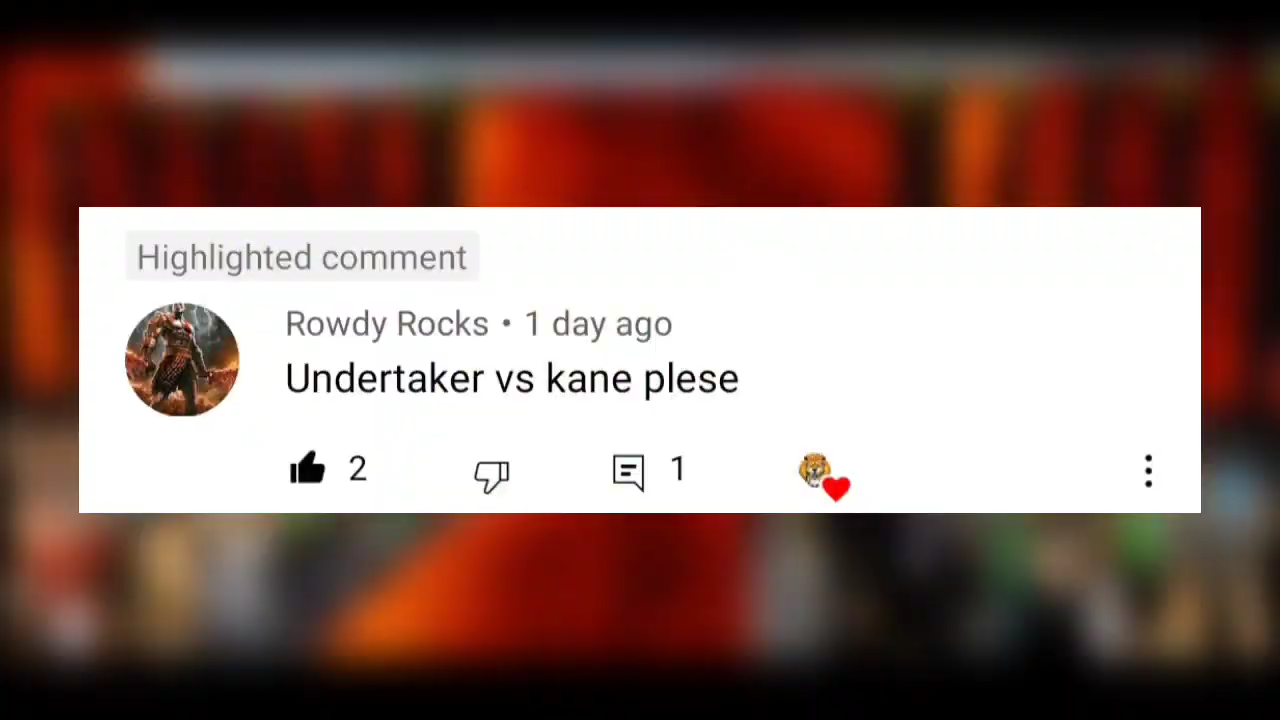 Highlighted comment
Rowdy Rocks • 1 day ago
Undertaker vs kane plese
2 1